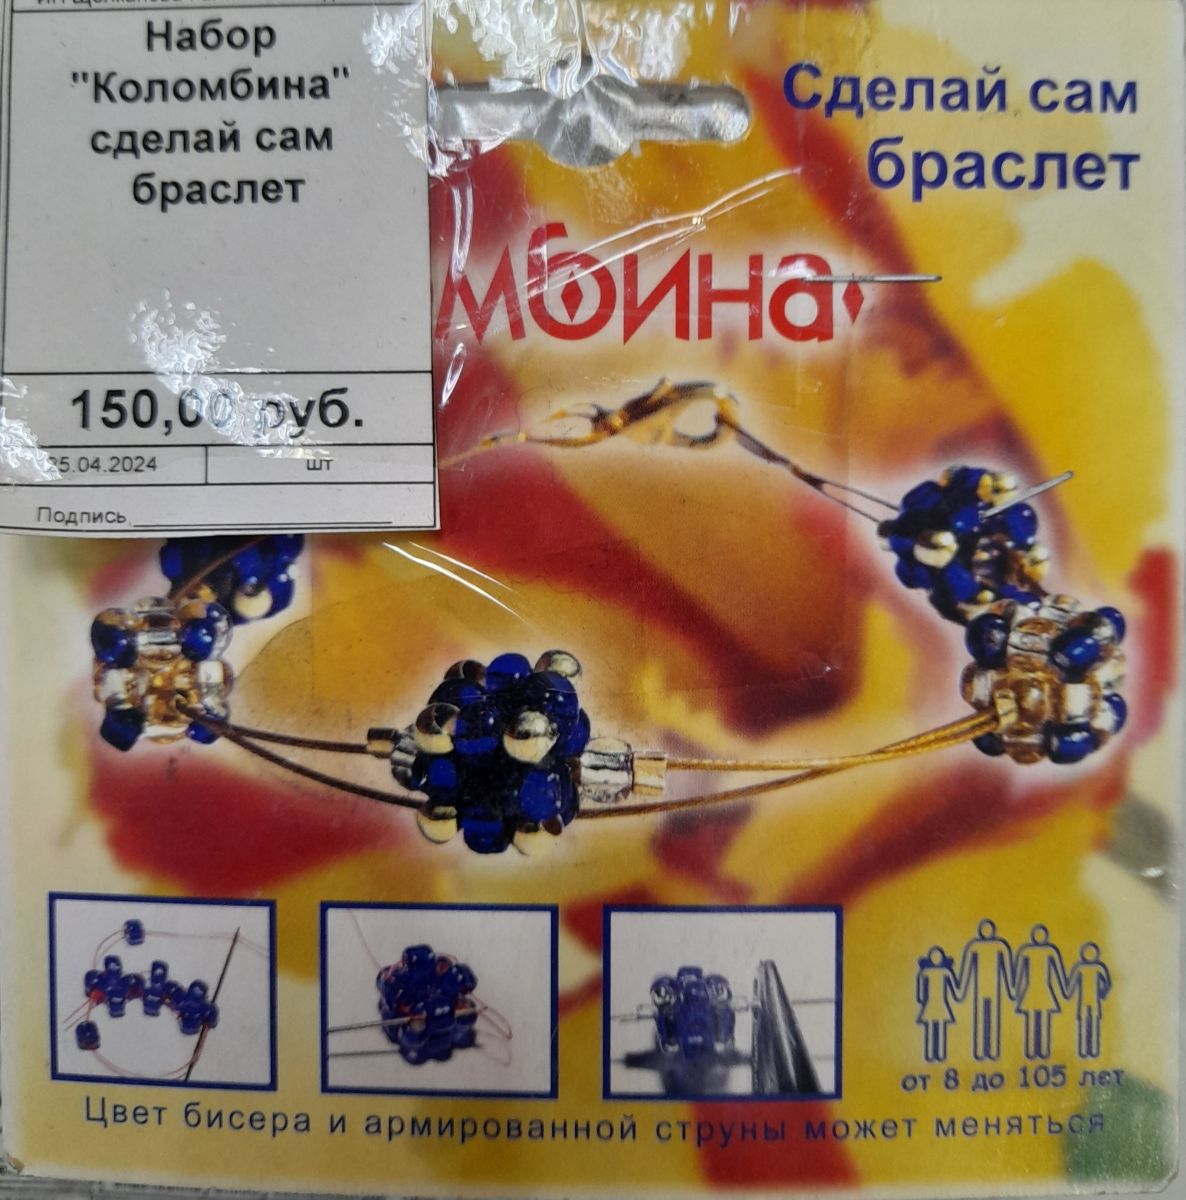 Набор
"Коломбина"
сделай сам
браслет
150,00 руб.
25.04.2024
шт
Подпись
Сделай сам
браслет
мбина
от 8 до 105 лет
Цвет бисера и армированной струны может меняться